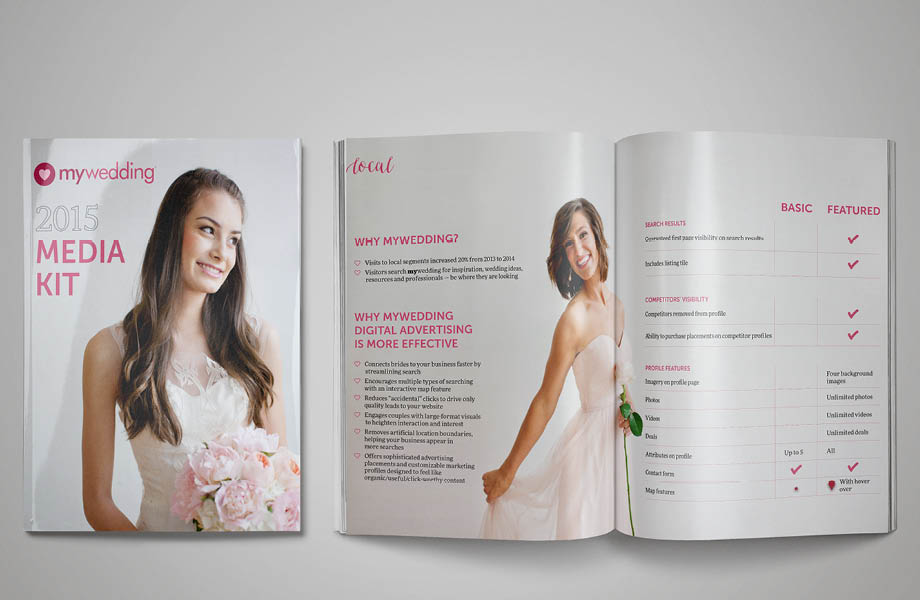 mywedding
2015
MEDIA
KIT
local
WHY MYWEDDING?
Visits to local segments increased 20% from 2013 to 2014
Visitors search mywedding for inspiration, wedding ideas,
resources and professionals – be where they are looking
WHY MYWEDDING
DIGITAL ADVERTISING
IS MORE EFFECTIVE
Connects brides to your business faster by
streamlining search
Encourages multiple types of searching
with an interactive map feature
Reduces "accidental" clicks to drive only
quality leads to your website
Engages couples with large-format visuals
to heighten interaction and interest
Removes artificial location boundaries,
helping your business appear in
more searches
Offers sophisticated advertising
placements and customizable marketing
profiles designed to feel like
organic/useful/click-worthy content
BASIC FEATURED
SEARCH RESULTS
Guaranteed first page visibility on search results
Includes listing tile
COMPETITORS' VISIBILITY
Competitors removed from profile
Ability to purchase placements on competitor profiles
PROFILE FEATURES
Imagery on profile page Four background
images
Photos Unlimited photos
Videos Unlimited videos
Deals Unlimited deals
Attributes on profile Up to 5 All
Contact form
Map features With hover
over